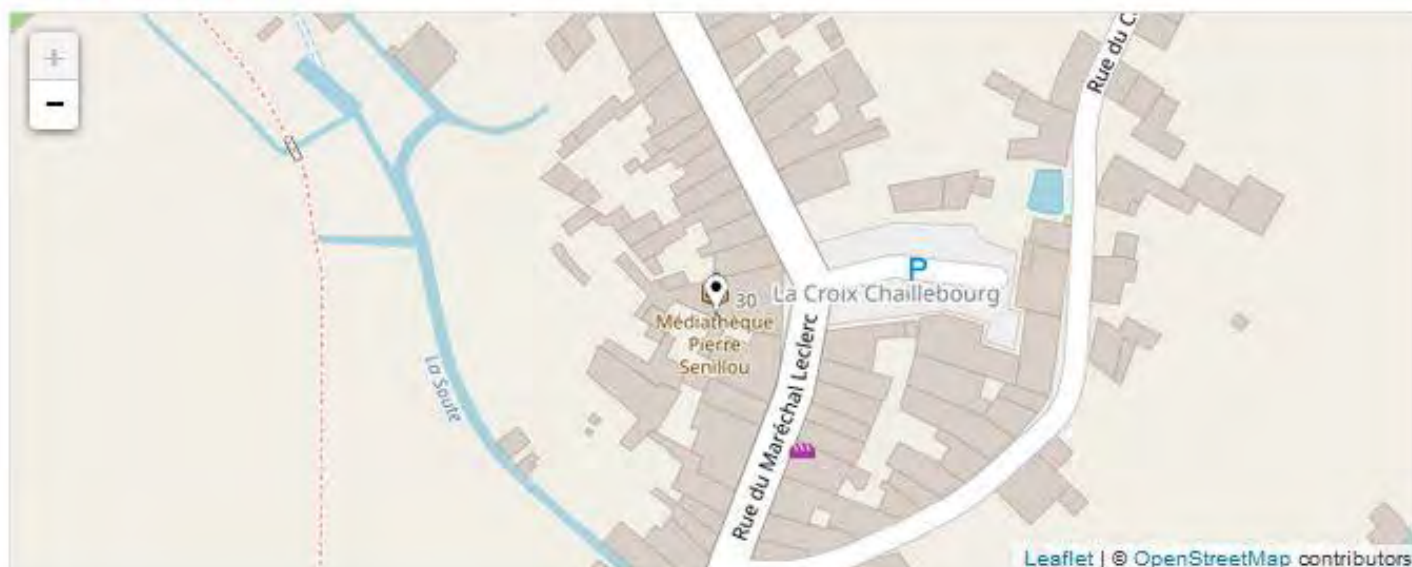 +
-
Rue du C
P
30
La Croix Chaillebourg
Médiathèque
Pierre
Senillou
Rue du Maréchal Leclerc
La Soute
Leaflet | © OpenStreetMap contributors